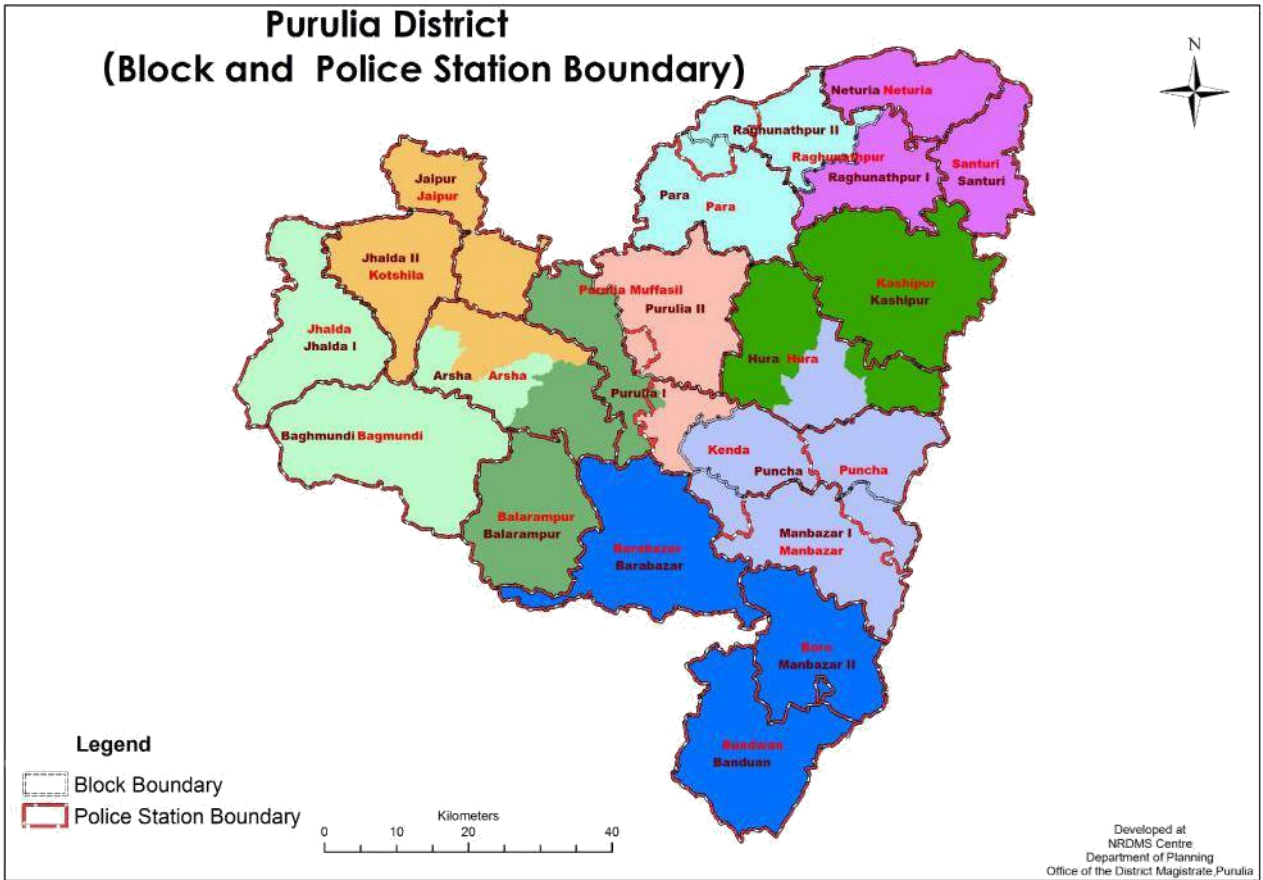 Purulia District
(Block and Police Station Boundary)
N
Neturia Neturia
Raghunathpur II
Raghunathpur
Raghunathpur I
Santuri
Santuri
Jaipur
Jaipur
Para
Para
Jhalda II
Kotshila
Purulia Muffasil
Purulia II
Kashipur
Kashipur
Jhalda
Jhalda I
Hura Hura
Arsha Arsha
Purulia I
Baghmundi Bagmundi
Kenda
Puncha Puncha
Balarampur
Balarampur
Manbazar I
Manbazar
Barabazar
Barabazar
Boro
Manbazar II
Bundwan
Banduan
Legend
Block Boundary
Police Station Boundary
Kilometers
0 10 20 40
Developed at
NRDMS Centre
Department of Planning
Office of the District Magistrate,Purulia